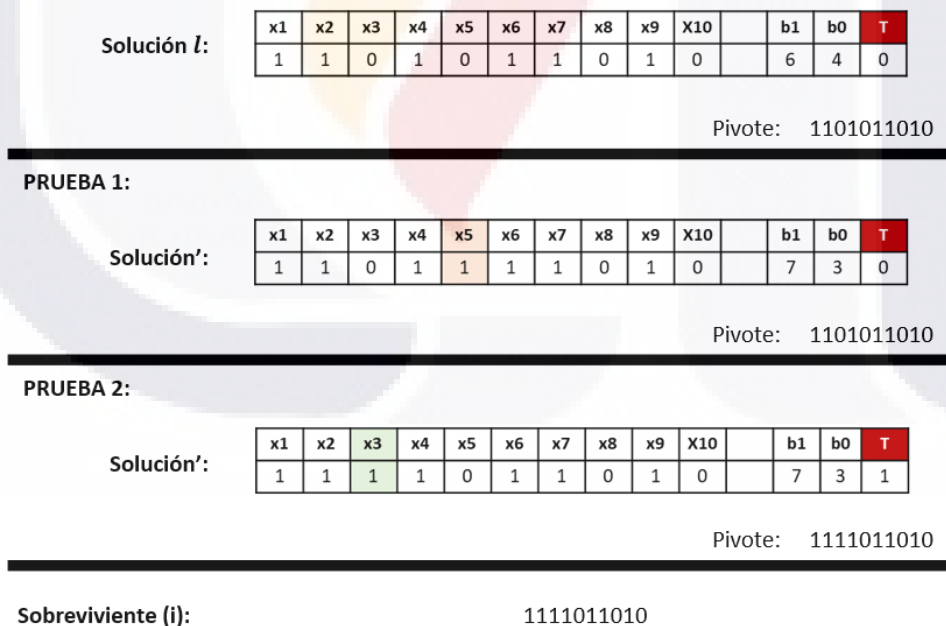 Solución l:
x1 x2 x3 x4 x5 x6 x7 x8 x9 X10 b1 b0 T
1 1 0 1 0 1 1 0 1 0 6 4 0
Pivote: 1101011010
PRUEBA 1:
Solución’:
x1 x2 x3 x4 x5 x6 x7 x8 x9 X10 b1 b0 T
1 1 0 1 1 1 1 0 1 0 7 3 0
Pivote: 1101011010
PRUEBA 2:
Solución’:
x1 x2 x3 x4 x5 x6 x7 x8 x9 X10 b1 b0 T
1 1 1 1 0 1 1 0 1 0 7 3 1
Pivote: 1111011010
Sobreviviente (i): 1111011010